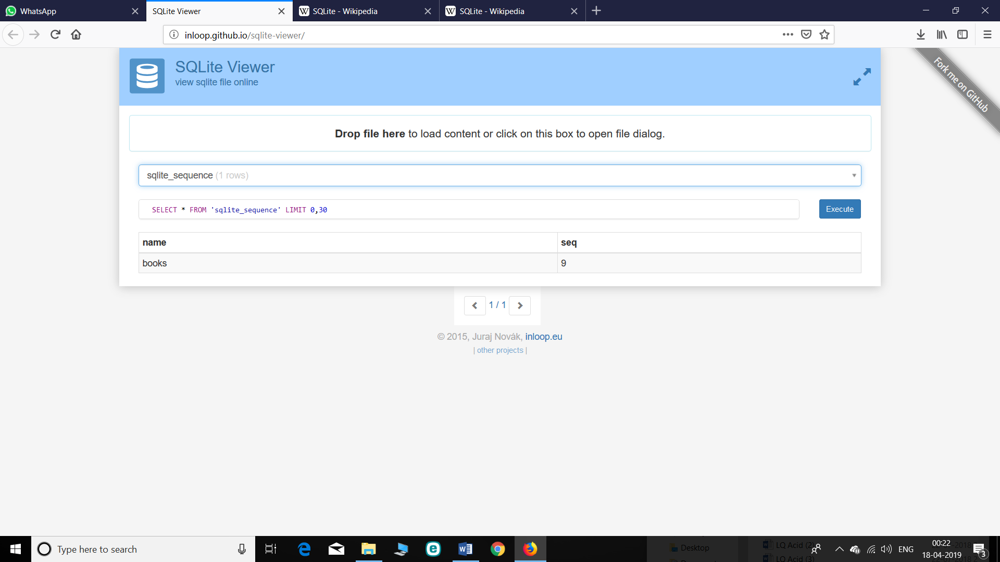 WhatsApp
SQLite Viewer
SQLite - Wikipedia
SQLite - Wikipedia
inloop.github.io/sqlite-viewer/
SQLite Viewer
view sqlite file online
Fork me on GitHub
Drop file here to load content or click on this box to open file dialog.
sqlite_sequence (1 rows)
SELECT * FROM 'sqlite_sequence' LIMIT 0,30
Execute
name seq
books 9
1 / 1
© 2015, Juraj Novák, inloop.eu
| other projects |
Type here to search
Desktop
LQ Acid (2)
LQ Acid (3)
ENG
00:22
18-04-2019
3